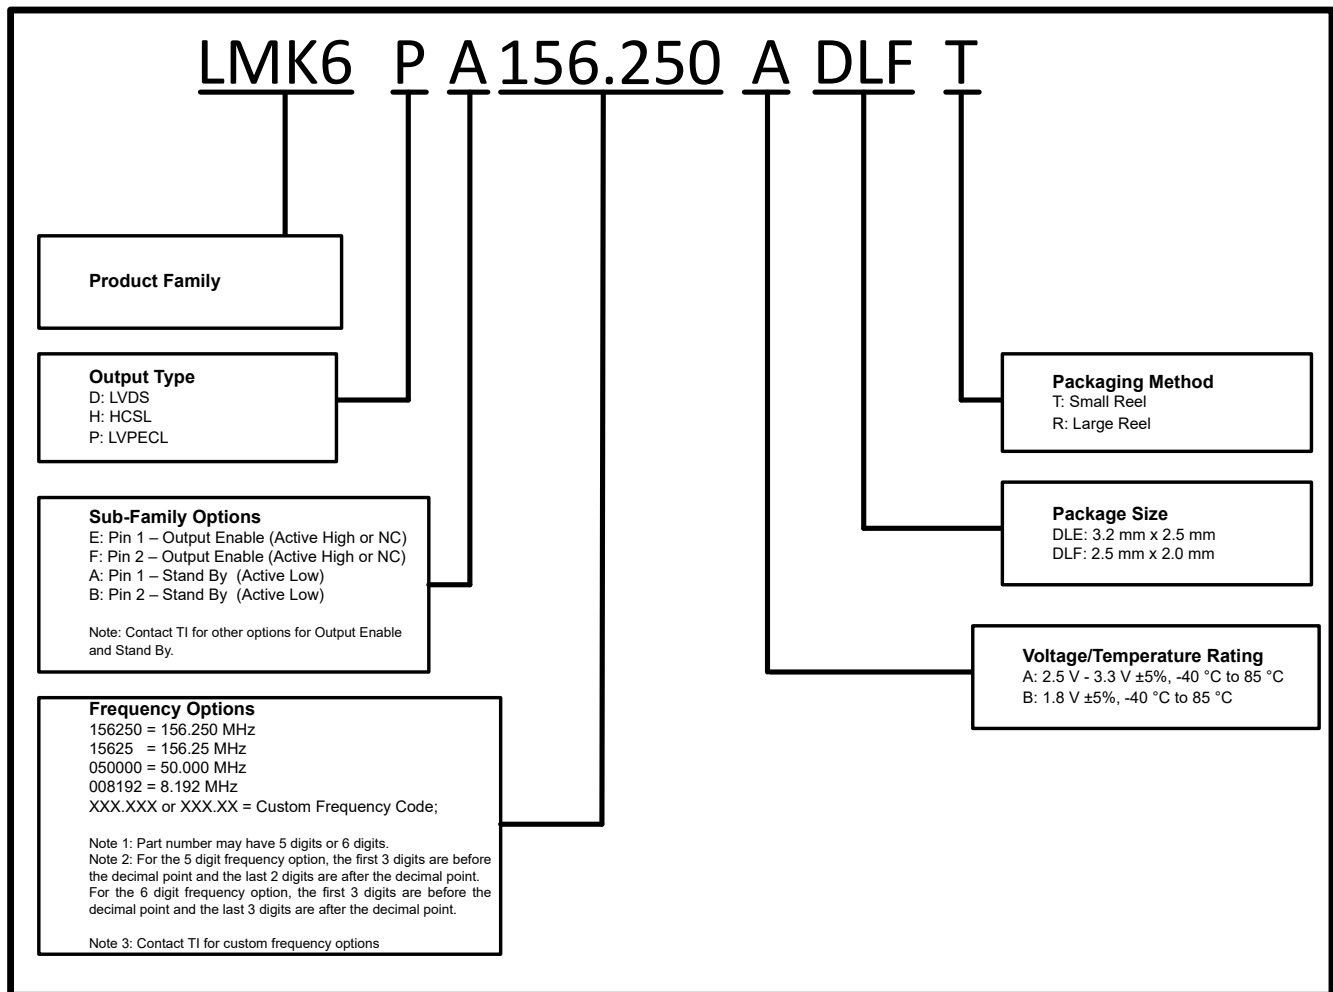 LMK6 P A 156.250 A DLF T
Product Family
Output Type
D: LVDS
H: HCSL
P: LVPECL
Sub-Family Options
E: Pin 1 – Output Enable (Active High or NC)
F: Pin 2 – Output Enable (Active High or NC)
A: Pin 1 – Stand By (Active Low)
B: Pin 2 – Stand By (Active Low)
Note: Contact TI for other options for Output Enable
and Stand By.
Frequency Options
156250 = 156.250 MHz
15625 = 156.25 MHz
050000 = 50.000 MHz
008192 = 8.192 MHz
XXX.XXX or XXX.XX = Custom Frequency Code;
Note 1: Part number may have 5 digits or 6 digits.
Note 2: For the 5 digit frequency option, the first 3 digits are before
the decimal point and the last 2 digits are after the decimal point.
For the 6 digit frequency option, the first 3 digits are before the
decimal point and the last 3 digits are after the decimal point.
Note 3: Contact TI for custom frequency options
Packaging Method
T: Small Reel
R: Large Reel
Package Size
DLE: 3.2 mm x 2.5 mm
DLF: 2.5 mm x 2.0 mm
Voltage/Temperature Rating
A: 2.5 V - 3.3 V ±5%, -40 °C to 85 °C
B: 1.8 V ±5%, -40 °C to 85 °C